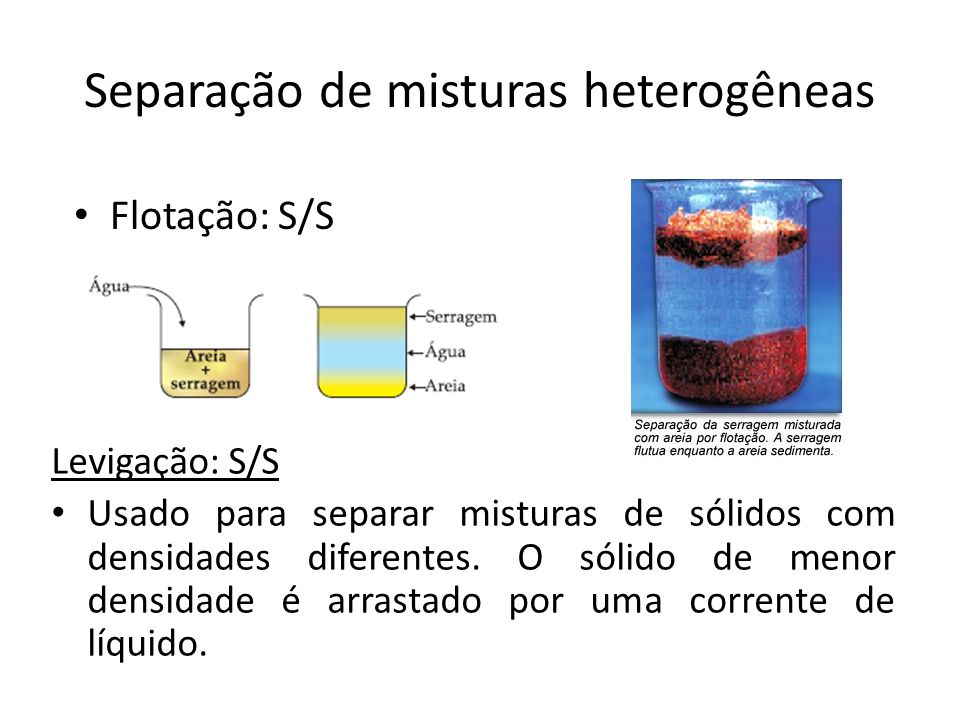 Separação de misturas heterogêneas
• Flotação: S/S
Água
Areia
+
serragem
Serragem
Água
Areia
Separação da serragem misturada
com areia por flotação. A serragem
flutua enquanto a areia sedimenta.
Levigação: S/S
• Usado para separar misturas de sólidos com
densidades diferentes. O sólido de menor
densidade é arrastado por uma corrente de
líquido.